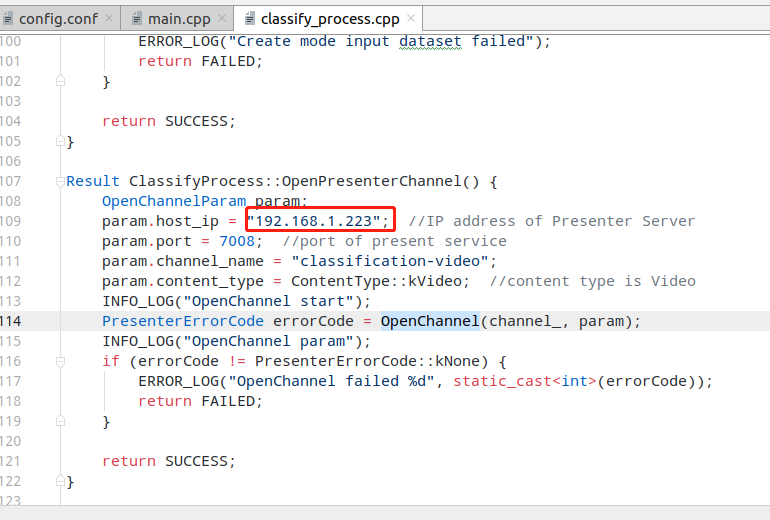 config.conf × main.cpp × classify_process.cpp ×
100 ERROR_LOG("Create mode input dataset failed");
101 return FAILED;
102 }
103
104 return SUCCESS;
105 }
106
107 Result ClassifyProcess::OpenPresenterChannel() {
108 OpenChannelParam param;
109 param.host_ip = "192.168.1.223"; //IP address of Presenter Server
110 param.port = 7008; //port of present service
111 param.channel_name = "classification-video";
112 param.content_type = ContentType::kVideo; //content type is Video
113 INFO_LOG("OpenChannel start");
114 PresenterErrorCode errorCode = OpenChannel(channel_, param);
115 INFO_LOG("OpenChannel param");
116 if (errorCode != PresenterErrorCode::kNone) {
117 ERROR_LOG("OpenChannel failed %d", static_cast<int>(errorCode));
118 return FAILED;
119 }
120
121 return SUCCESS;
122 }
123